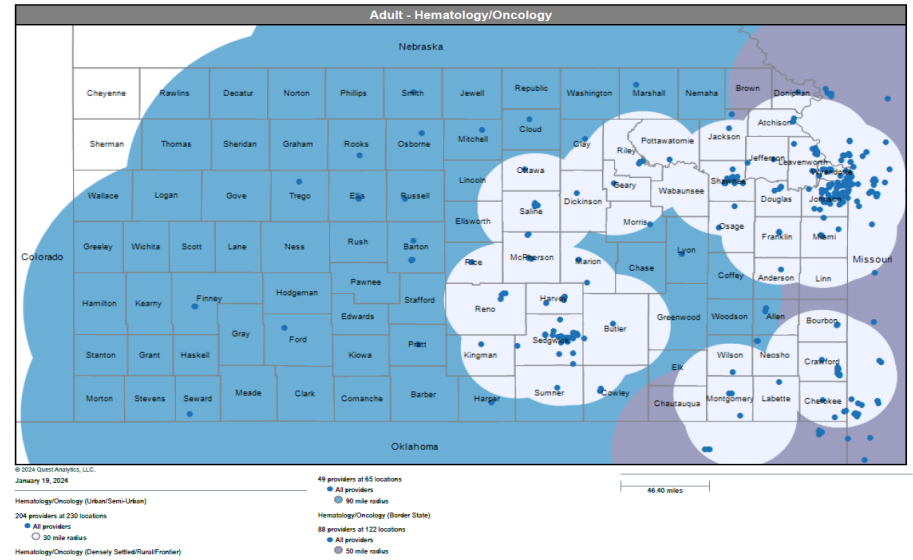 Adult - Hematology/Oncology
Nebraska
Cheyenne Rawlins Decatur Norton Phillips Smith Jewell Republic Washington Marshall Nemaha Brown Doniphan
Atchison
Sherman Thomas Sheridan Graham Rooks Osborne Mitchell Cloud Clay Riley Pottawatomie Jackson
Jefferson Leavenworth
Wyandotte
Lincoln Ottawa Geary Wabaunsee Shawnee
Wallace Logan Gove Trego Ellis Russell Saline Dickinson Douglas Johnson
Ellsworth Morris Osage
Greeley Wichita Scott Lane Ness Rush Barton Lyon Franklin Miami
Colorado Rice McPherson Marion Chase Missouri
Pawnee Coffey Anderson Linn
Hamilton Kearny Finney Hodgeman Stafford Reno Harvey
Edwards Butler Greenwood Woodson Allen Bourbon
Gray Ford
Stanton Grant Haskell Kiowa Pratt Kingman Sedgwick Elk Wilson Neosho Crawford
Morton Stevens Seward Meade Clark Comanche Barber Harper Sumner Cowley Chautauqua Montgomery Labette Cherokee
Oklahoma
© 2024 Quest Analytics, LLC.
January 19, 2024
Hematology/Oncology (Urban/Semi-Urban)
204 providers at 230 locations
All providers
30 mile radius
Hematology/Oncology (Densely Settled/Rural/Frontier)
49 providers at 65 locations
All providers
90 mile radius
Hematology/Oncology (Border State)
88 providers at 122 locations
All providers
50 mile radius
46.40 miles